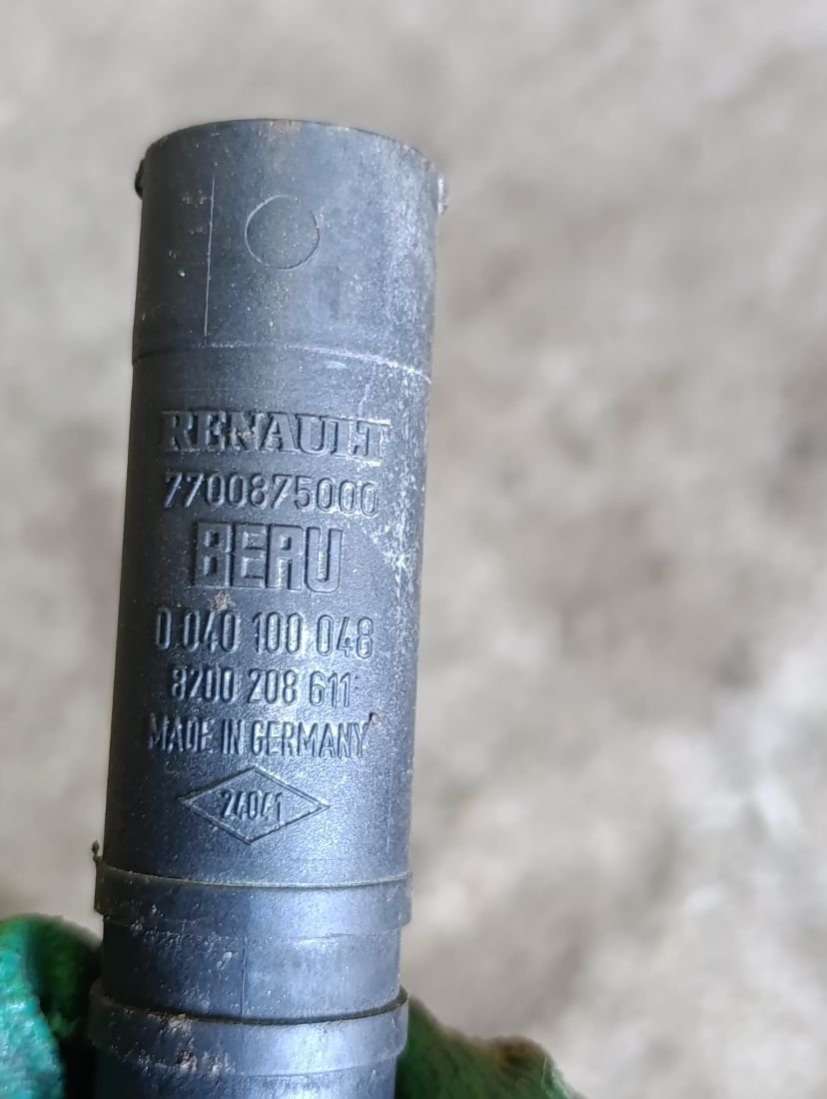 RENAULT
7700875000
BERU
0 040 100 048
8200 208 611
MADE IN GERMANY
24041